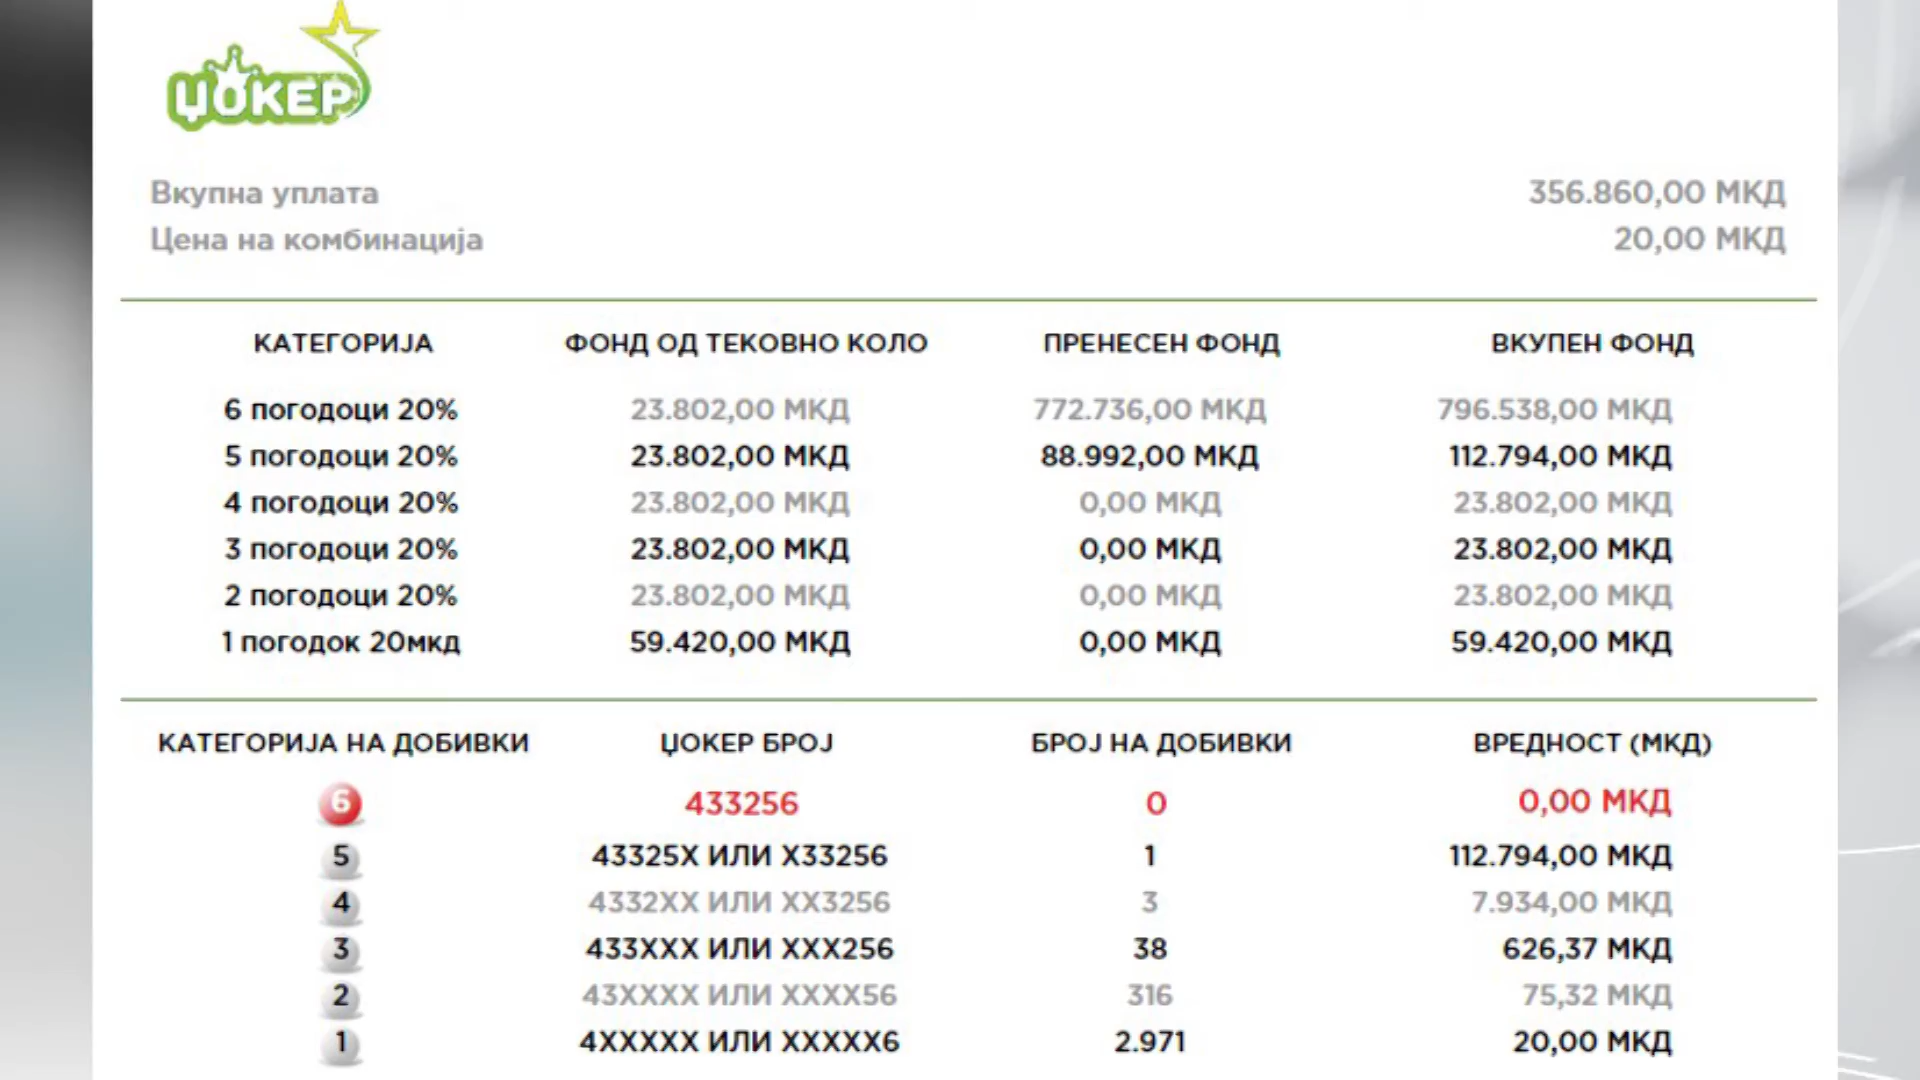 ЏОКЕР
Вкупна уплата 356.860,00 МКД
Цена на комбинација 20,00 МКД
КАТЕГОРИЈА ФОНД ОД ТЕКОВНО КОЛО ПРЕНЕСЕН ФОНД ВКУПЕН ФОНД
6 погодоци 20% 23.802,00 МКД 772.736,00 МКД 796.538,00 МКД
5 погодоци 20% 23.802,00 МКД 88.992,00 МКД 112.794,00 МКД
4 погодоци 20% 23.802,00 МКД 0,00 МКД 23.802,00 МКД
3 погодоци 20% 23.802,00 МКД 0,00 МКД 23.802,00 МКД
2 погодоци 20% 23.802,00 МКД 0,00 МКД 23.802,00 МКД
1 погодок 20мкд 59.420,00 МКД 0,00 МКД 59.420,00 МКД
КАТЕГОРИЈА НА ДОБИВКИ ЏОКЕР БРОЈ БРОЈ НА ДОБИВКИ ВРЕДНОСТ (МКД)
6 433256 0 0,00 МКД
5 43325X ИЛИ X33256 1 112.794,00 МКД
4 4332XX ИЛИ XX3256 3 7.934,00 МКД
3 433XXX ИЛИ XXX256 38 626,37 МКД
2 43XXXX ИЛИ XXXX56 316 75,32 МКД
1 4XXXXX ИЛИ XXXXX6 2.971 20,00 МКД